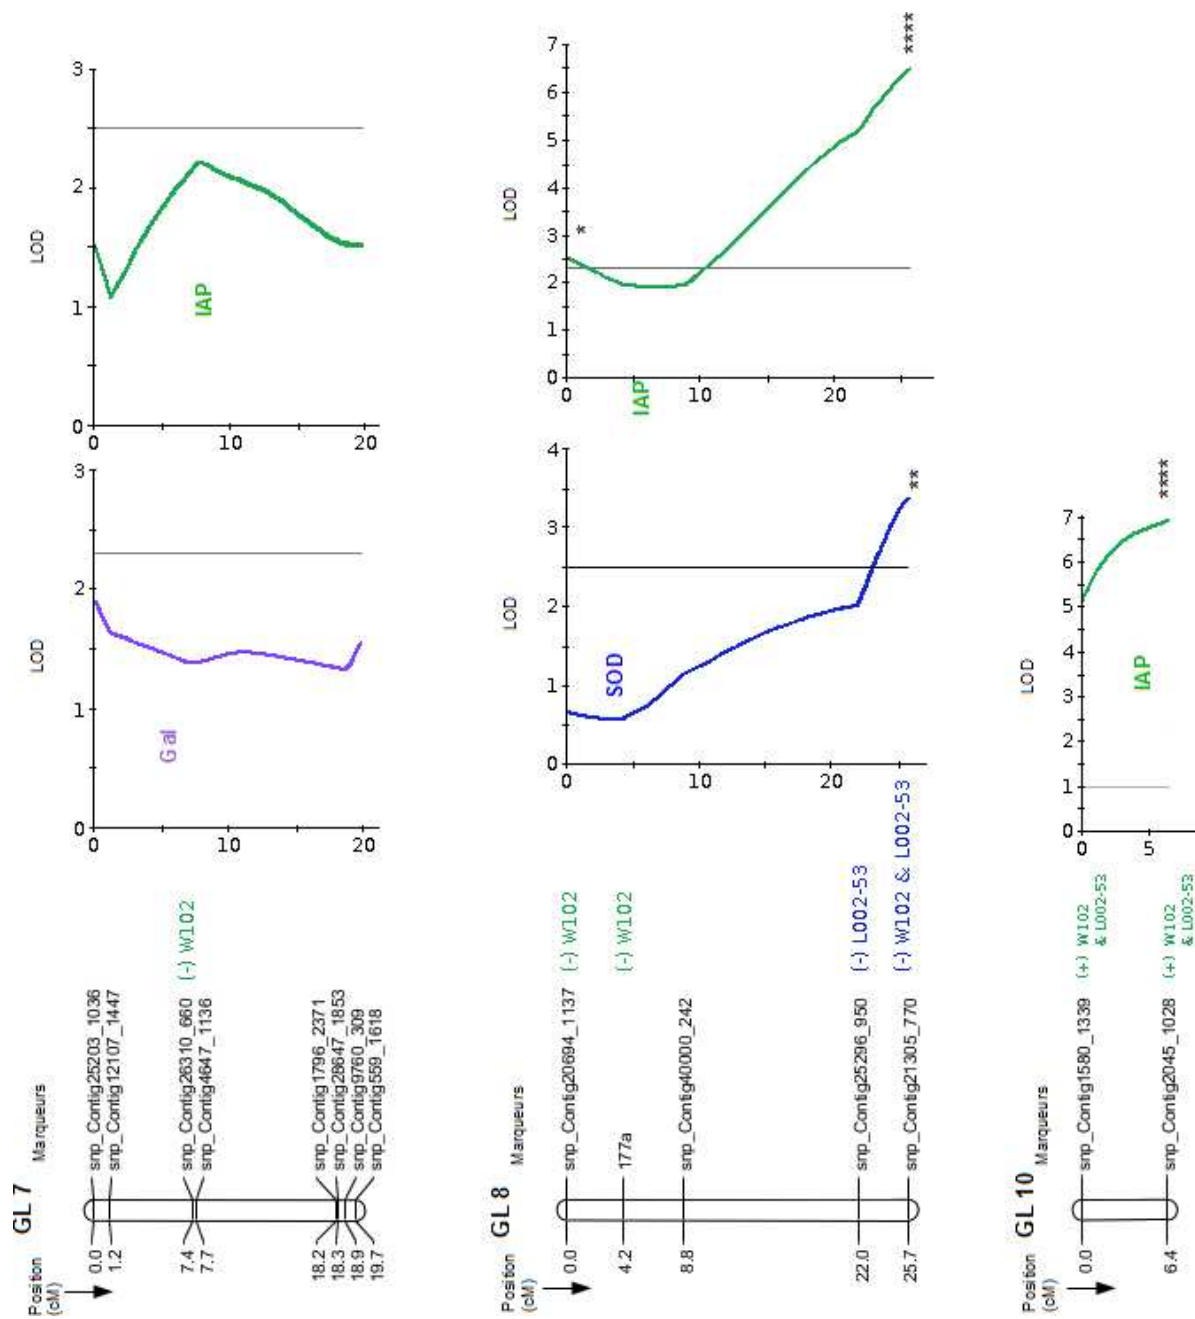 GL 7
Position
(cM)
Marqueurs
0.0 snp_Contig25203_1036
1.2 snp_Contig12107_1447
7.4 snp_Contig26310_660 (-) W102
7.7 snp_Contig4647_1136
18.2 snp_Contig1796_2371
18.3 snp_Contig28647_1853
18.9 snp_Contig9760_309
19.7 snp_Contig559_1618
LOD
0 1 2 3
Gal
0 10 20
LOD
0 1 2 3
IAP
0 10 20
GL 8
Position
(cM)
Marqueurs
0.0 snp_Contig20694_1137 (-) W102
4.2 177a (-) W102
8.8 snp_Contig40000_242
22.0 snp_Contig25296_950 (-) L002-53
25.7 snp_Contig21305_770 (-) W102 & L002-53
LOD
0 1 2 3 4
SOD
0 10 20
**
LOD
0 1 2 3 4 5 6 7
*
IAP
0 10 20
****
GL 10
Position
(cM)
Marqueurs
0.0 snp_Contig1580_1339 (+) W102
& L002-53
6.4 snp_Contig2045_1028 (+) W102
& L002-53
LOD
0 1 2 3 4 5 6 7
IAP
0 5
****